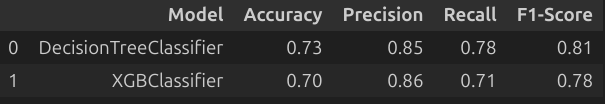 Model Accuracy Precision Recall F1-Score
0 DecisionTreeClassifier 0.73 0.85 0.78 0.81
1 XGBClassifier 0.70 0.86 0.71 0.78